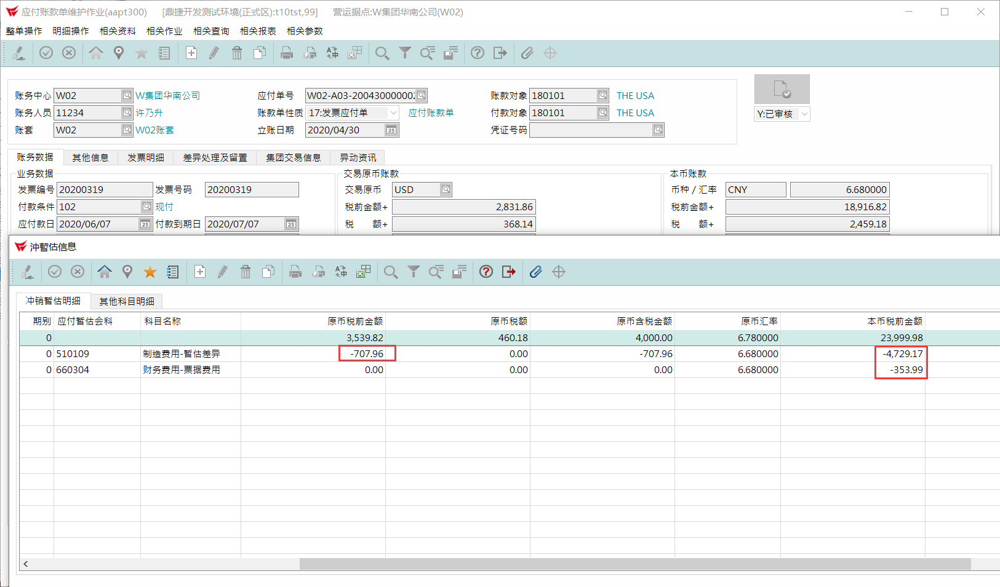 应付账款单维护作业(aapt300) [鼎捷开发测试环境(正式区):t10tst,99] 营运据点:W集团华南公司(W02)
整单操作 明细操作 相关资料 相关作业 相关查询 相关报表 相关参数
账务中心 W02 W集团华南公司 应付单号 W02-A03-20043000000 账款对象 180101 THE USA
账务人员 11234 许乃升 账款单性质 17:发票应付单 应付账款单 付款对象 180101 THE USA Y:已审核
账套 W02 W02账套 立账日期 2020/04/30 凭证号码
账务数据 其他信息 发票明细 差异处理及留置 集团交易信息 异动资讯
业务数据 交易原币账款 本币账款
发票编号 20200319 发票号码 20200319 交易原币 USD 币种 / 汇率 CNY 6.680000
付款条件 102 现付 税前金额+ 2,831.86 税前金额+ 18,916.82
应付款日 2020/06/07 付款到期日 2020/07/07 税 额+ 368.14 税 额+ 2,459.18
沖暫估信息
冲销暂估明细 其他科目明细
期别 应付暂估会科 科目名称 原币税前金额 原币税额 原币含税金额 原币汇率 本币税前金额
0 3,539.82 460.18 4,000.00 6.780000 23,999.98
0 510109 制造费用-暂估差异 -707.96 0.00 -707.96 6.680000 -4,729.17
0 660304 财务费用-票据费用 0.00 0.00 0.00 6.680000 -353.99